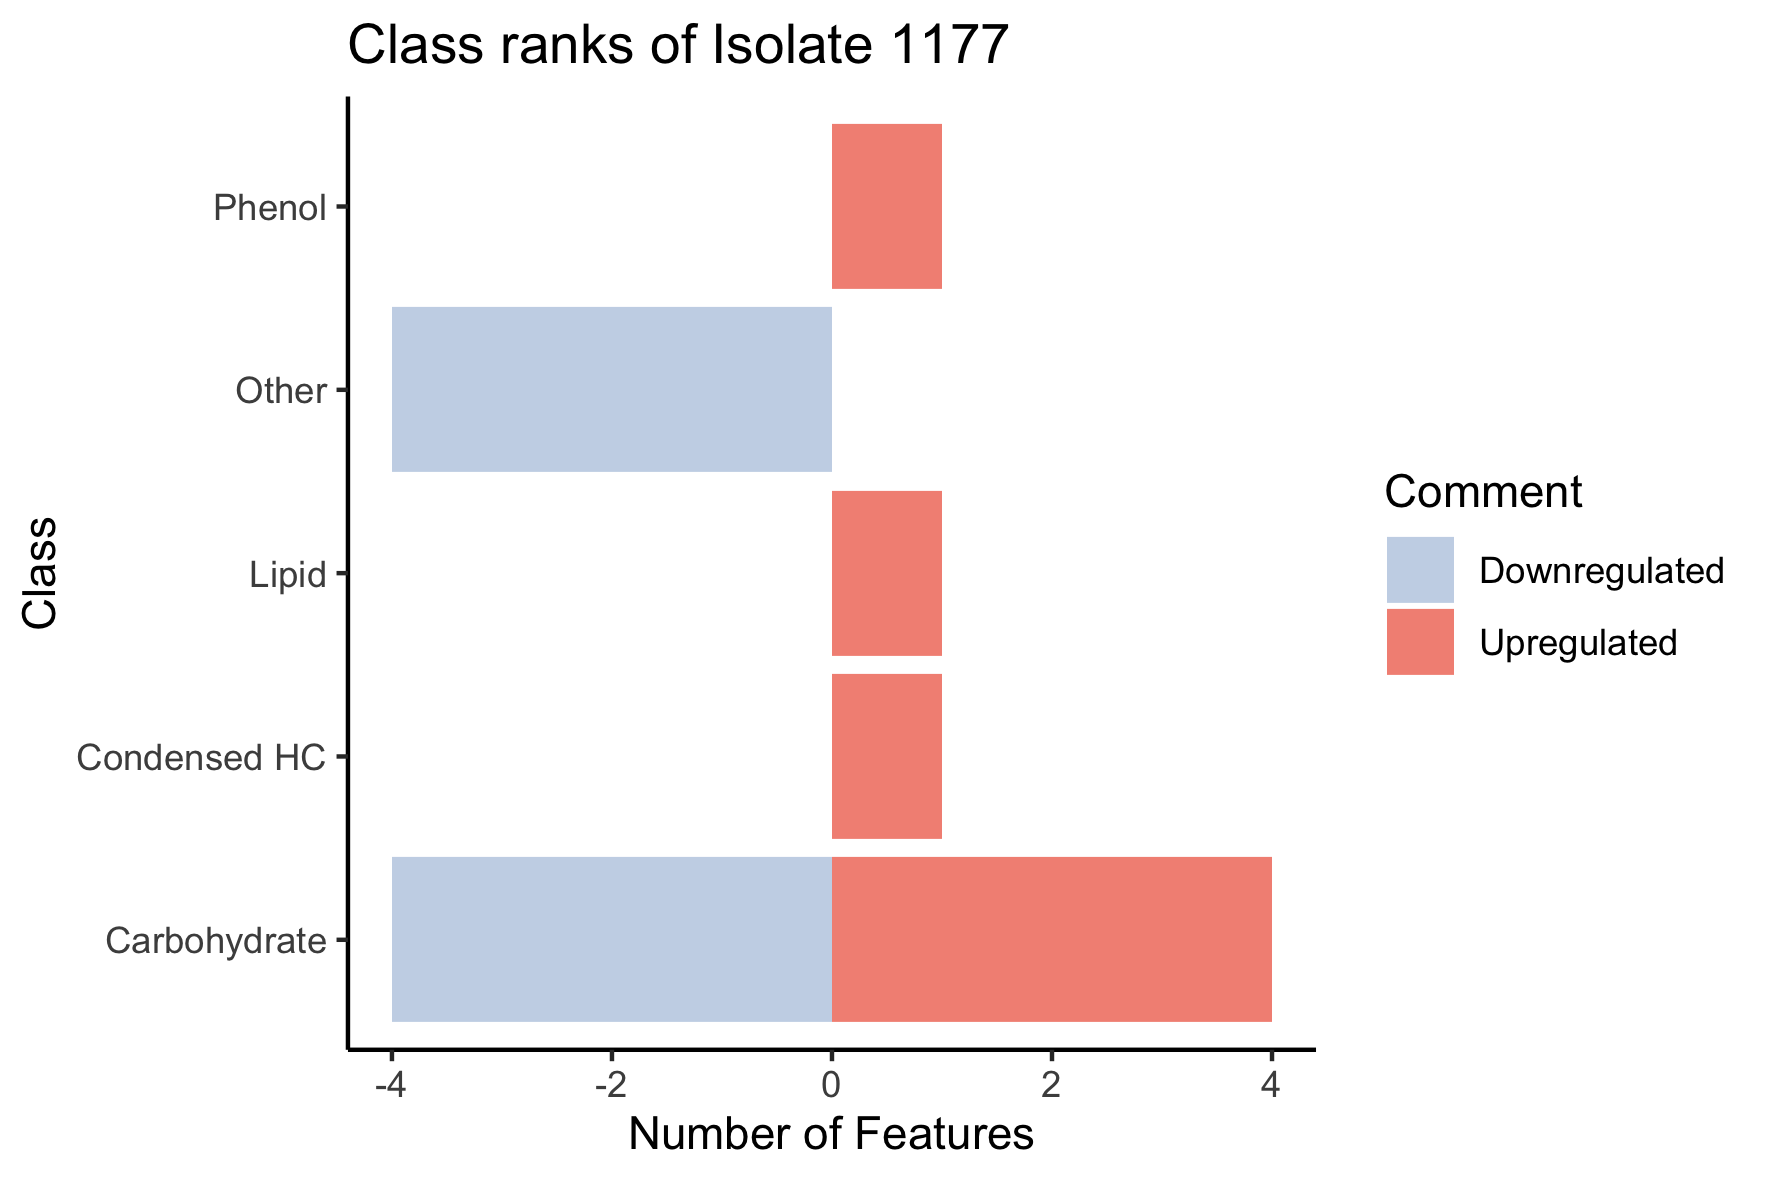 Class ranks of Isolate 1177
Phenol
Other
Lipid
Condensed HC
Carbohydrate
Class
-4 -2 0 2 4
Number of Features
Comment
Downregulated
Upregulated